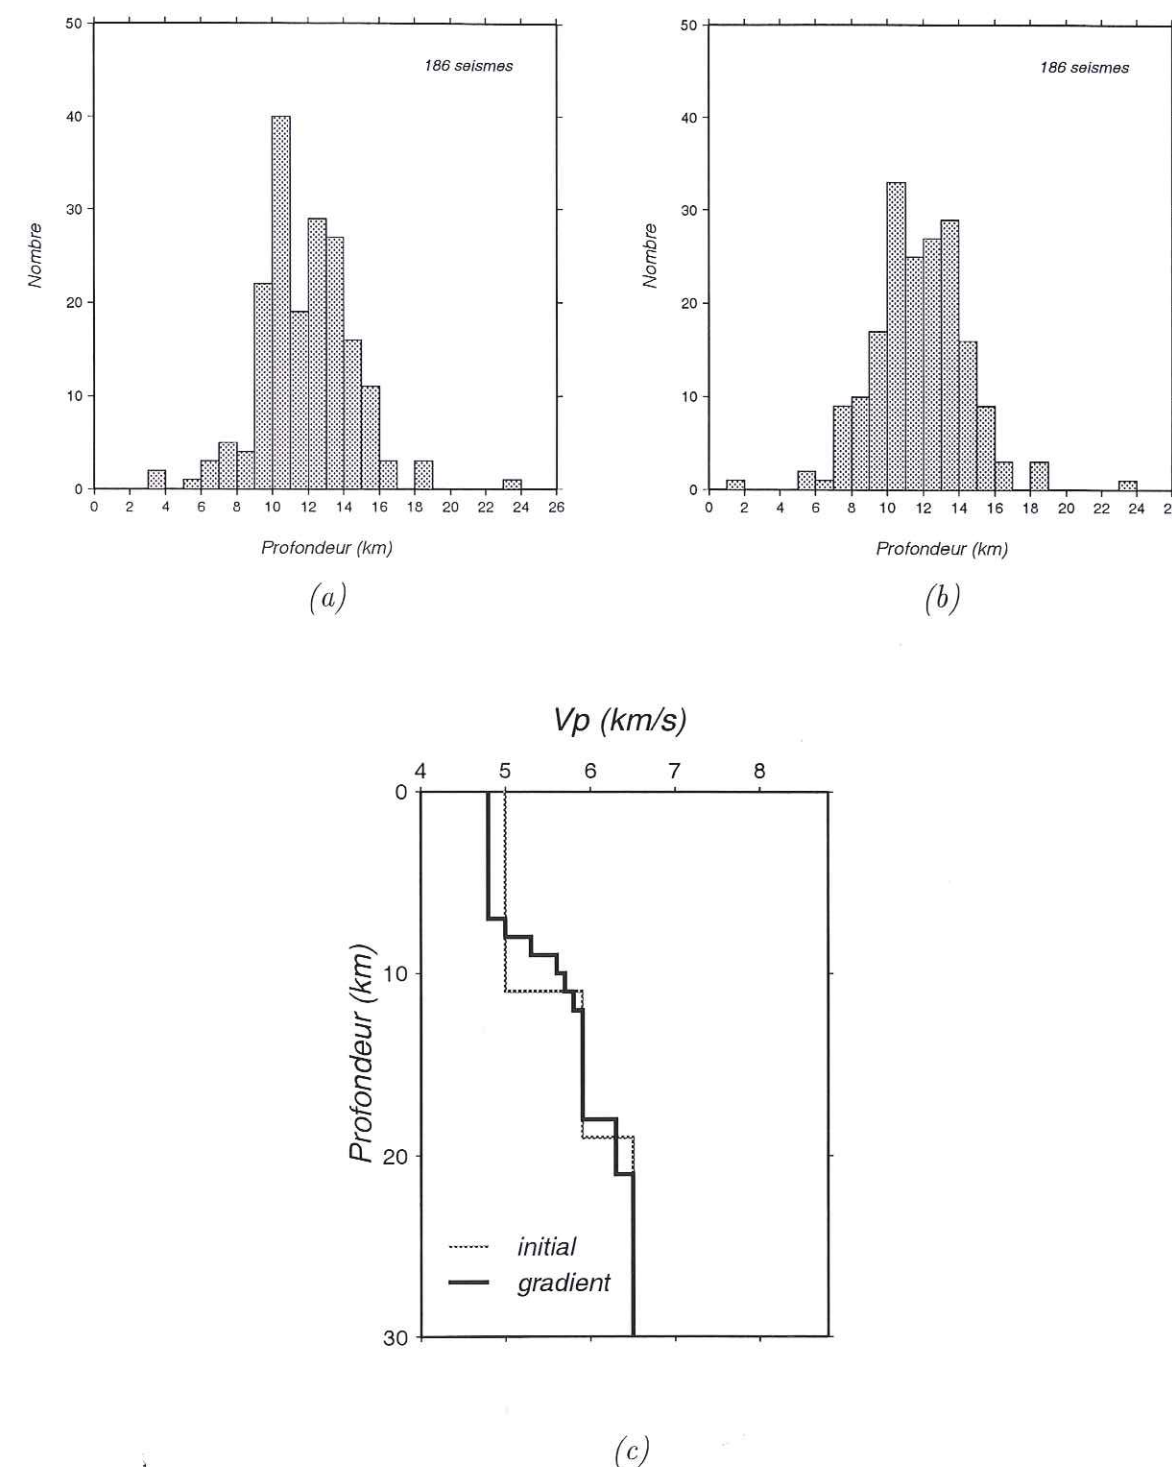 50
40
30
20
10
0
Nombre
186 seismes
0 2 4 6 8 10 12 14 16 18 20 22 24 26
Profondeur (km)
(a)
50
40
30
20
10
0
Nombre
186 seismes
0 2 4 6 8 10 12 14 16 18 20 22 24
Profondeur (km)
(b)
Vp (km/s)
4 5 6 7 8
0
10
20
30
Profondeur (km)
initial
gradient
(c)